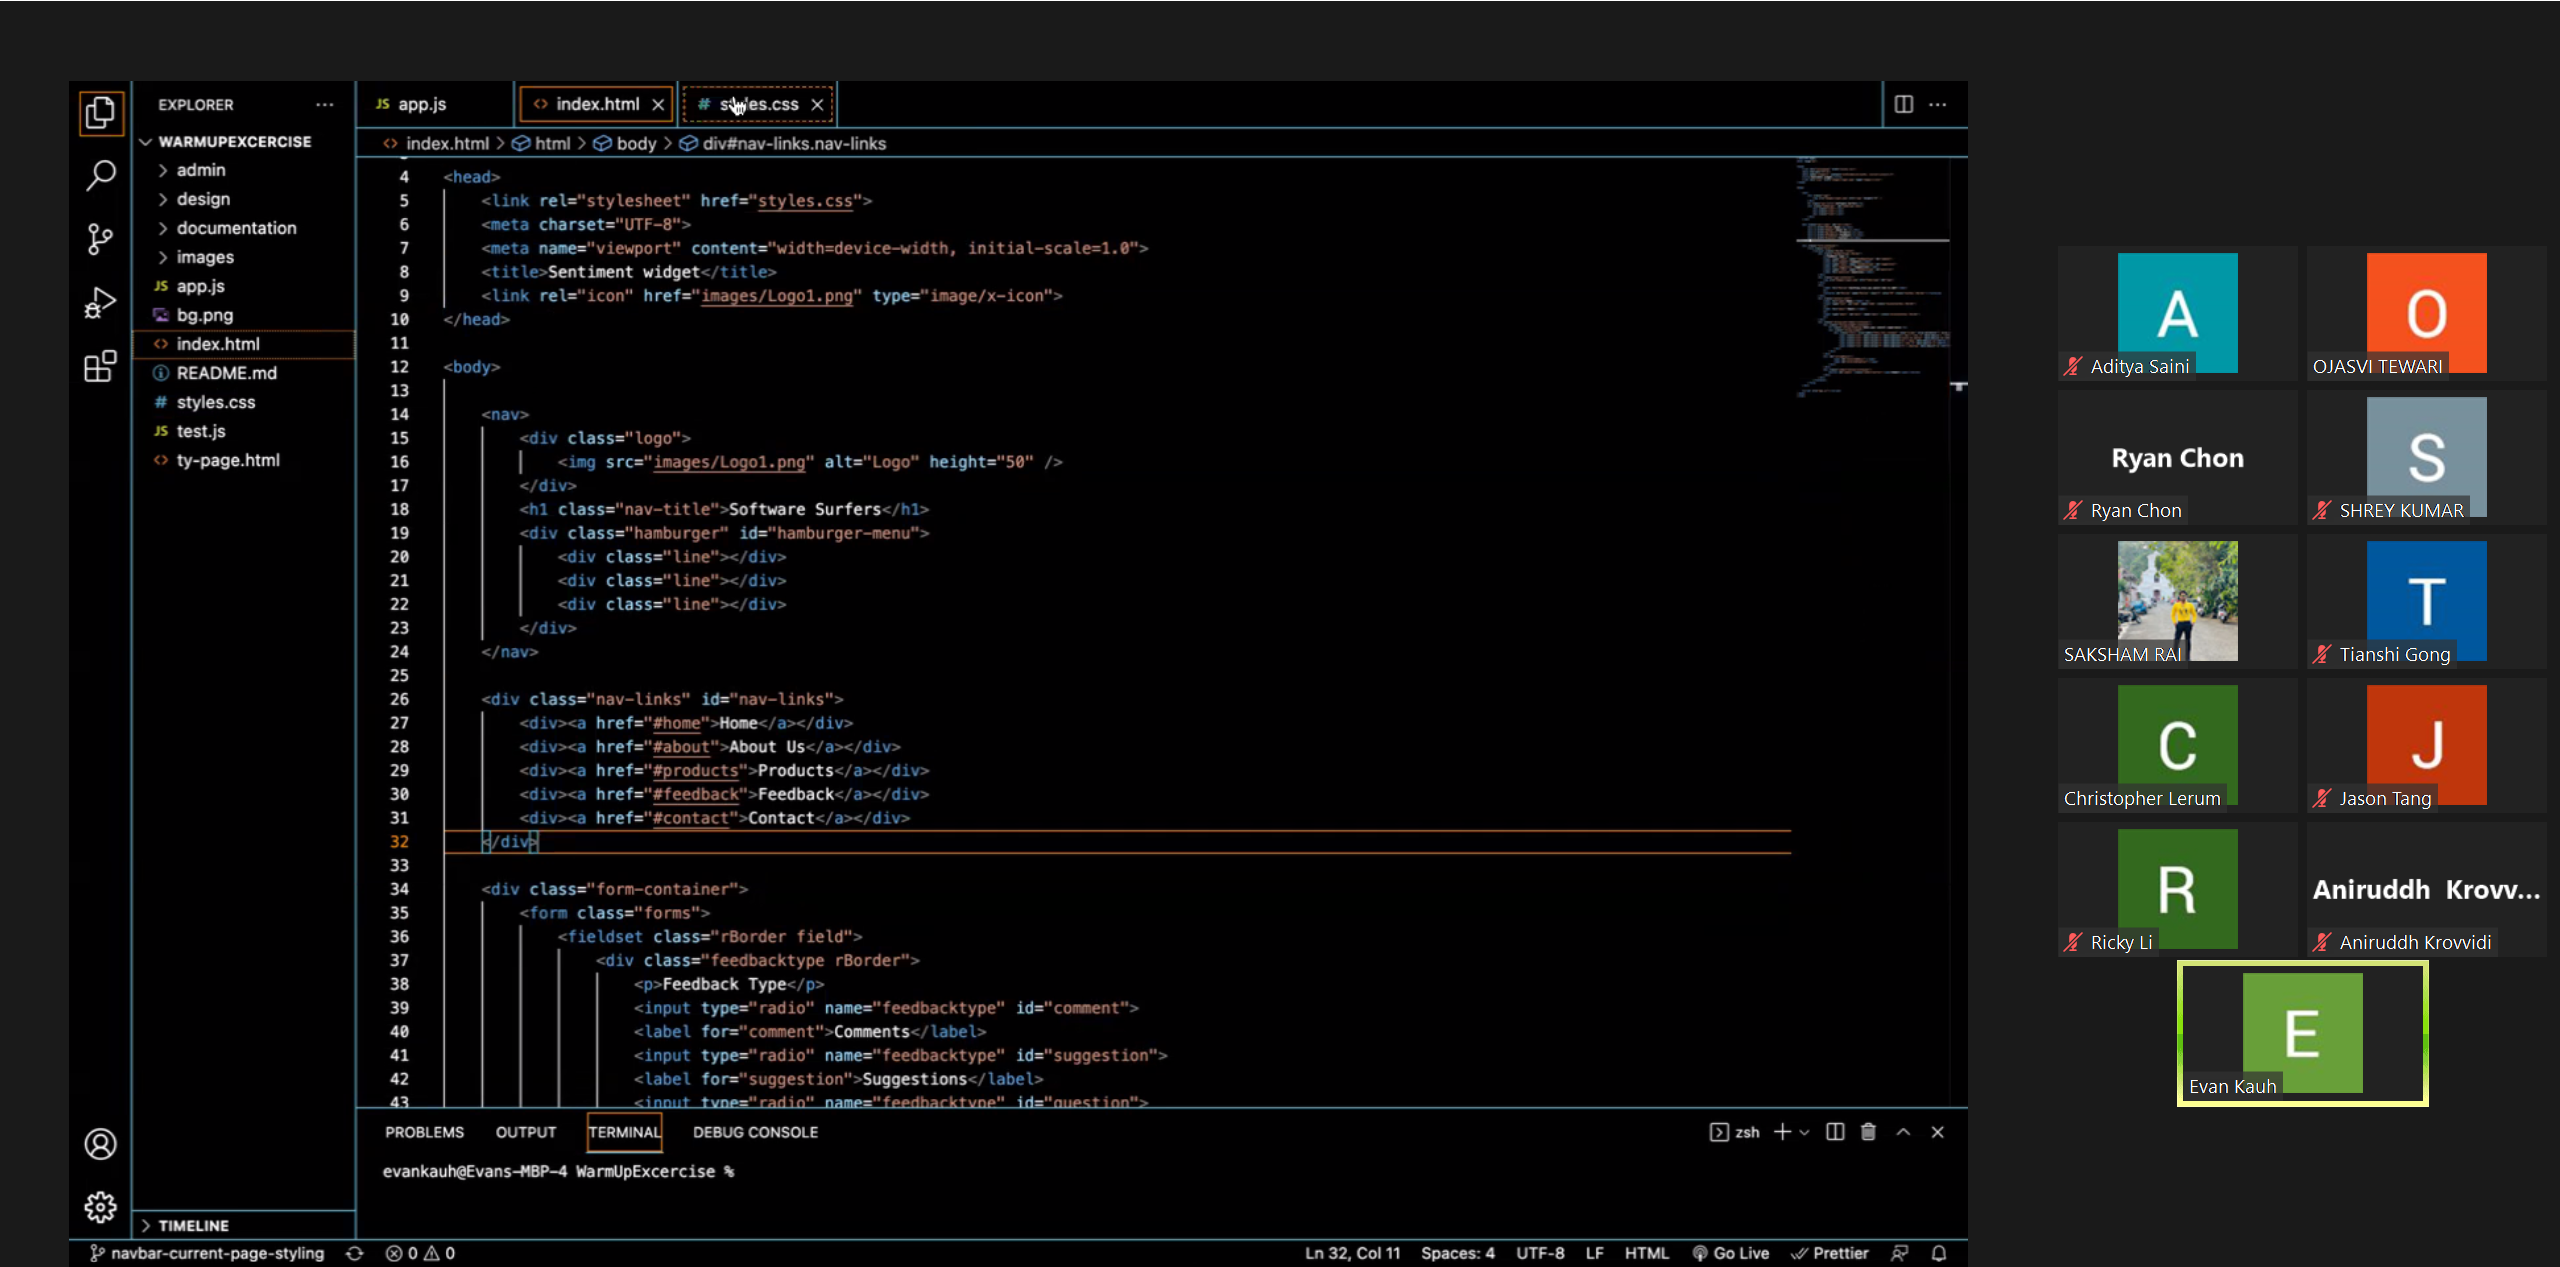 EXPLORER
WARMUPEXCERCISE
admin
design
documentation
images
JS app.js
bg.png
<> index.html
README.md
# styles.css
JS test.js
<> ty-page.html
TIMELINE
JS app.js
<> index.html
# styles.css
<> index.html > html > body > div#nav-links.nav-links
4 <head>
5 <link rel="stylesheet" href="styles.css">
6 <meta charset="UTF-8">
7 <meta name="viewport" content="width=device-width, initial-scale=1.0">
8 <title>Sentiment widget</title>
9 <link rel="icon" href="images/Logo1.png" type="image/x-icon">
10 </head>
11
12 <body>
13
14 <nav>
15 <div class="logo">
16 <img src="images/Logo1.png" alt="Logo" height="50" />
17 </div>
18 <h1 class="nav-title">Software Surfers</h1>
19 <div class="hamburger" id="hamburger-menu">
20 <div class="line"></div>
21 <div class="line"></div>
22 <div class="line"></div>
23 </div>
24 </nav>
25
26 <div class="nav-links" id="nav-links">
27 <div><a href="#home">Home</a></div>
28 <div><a href="#about">About Us</a></div>
29 <div><a href="#products">Products</a></div>
30 <div><a href="#feedback">Feedback</a></div>
31 <div><a href="#contact">Contact</a></div>
32 </div>
33
34 <div class="form-container">
35 <form class="forms">
36 <fieldset class="rBorder field">
37 <div class="feedbacktype rBorder">
38 <p>Feedback Type</p>
39 <input type="radio" name="feedbacktype" id="comment">
40 <label for="comment">Comments</label>
41 <input type="radio" name="feedbacktype" id="suggestion">
42 <label for="suggestion">Suggestions</label>
43 <input type="radio" name="feedbacktype" id="question">
PROBLEMS OUTPUT TERMINAL DEBUG CONSOLE
zsh
evankauh@Evans-MBP-4 WarmUpExcercise %
navbar-current-page-styling
0 0
Ln 32, Col 11 Spaces: 4 UTF-8 LF HTML Go Live Prettier
A
Aditya Saini
O
OJASVI TEWARI
Ryan Chon
Ryan Chon
S
SHREY KUMAR
SAKSHAM RAI
T
Tianshi Gong
C
Christopher Lerum
J
Jason Tang
R
Ricky Li
Aniruddh Krovv...
Aniruddh Krovvidi
E
Evan Kauh